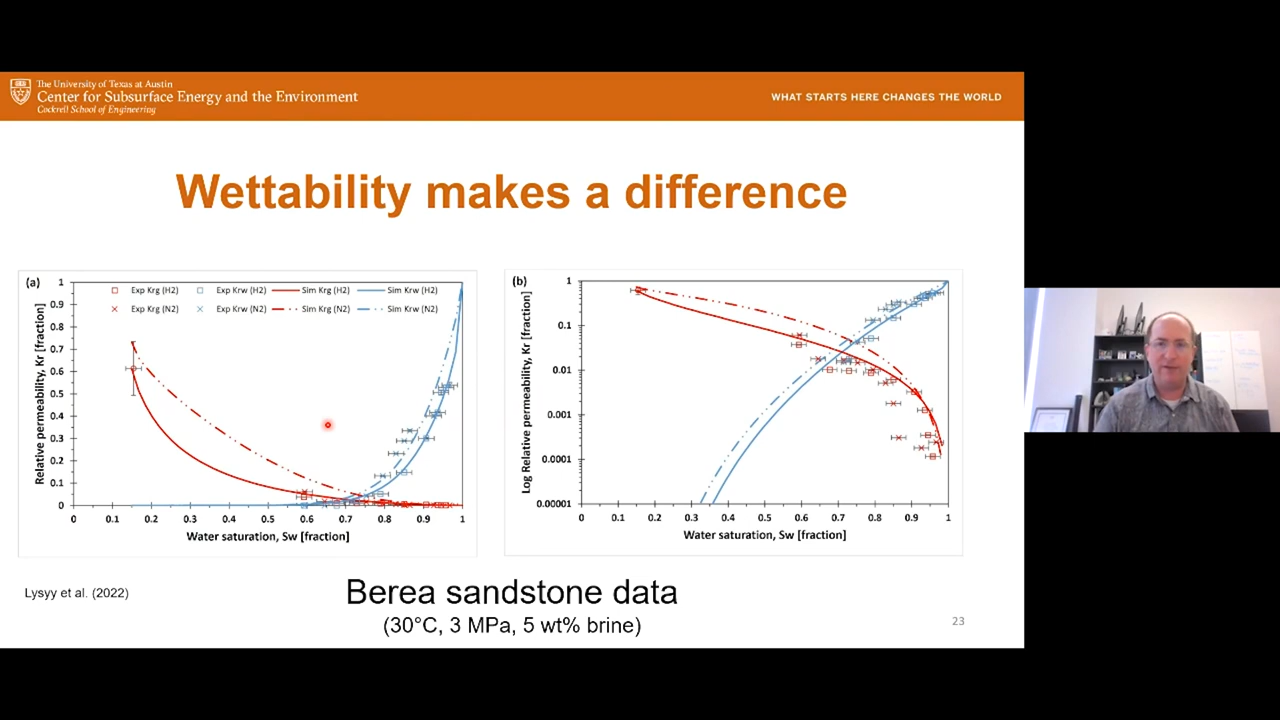 The University of Texas at Austin
Center for Subsurface Energy and the Environment
Cockrell School of Engineering
WHAT STARTS HERE CHANGES THE WORLD
Wettability makes a difference
(a)
Exp Krg (H2) Exp Krw (H2) Sim Krg (H2) Sim Krw (H2)
Exp Krg (N2) Exp Krw (N2) Sim Krg (N2) Sim Krw (N2)
Relative permeability, Kr [fraction]
1
0.9
0.8
0.7
0.6
0.5
0.4
0.3
0.2
0.1
0
0 0.1 0.2 0.3 0.4 0.5 0.6 0.7 0.8 0.9 1
Water saturation, Sw [fraction]
(b)
Log Relative permeability, Kr [fraction]
1
0.1
0.01
0.001
0.0001
0.00001
0 0.1 0.2 0.3 0.4 0.5 0.6 0.7 0.8 0.9 1
Water saturation, Sw [fraction]
Lysyy et al. (2022)
Berea sandstone data
(30°C, 3 MPa, 5 wt% brine)
23